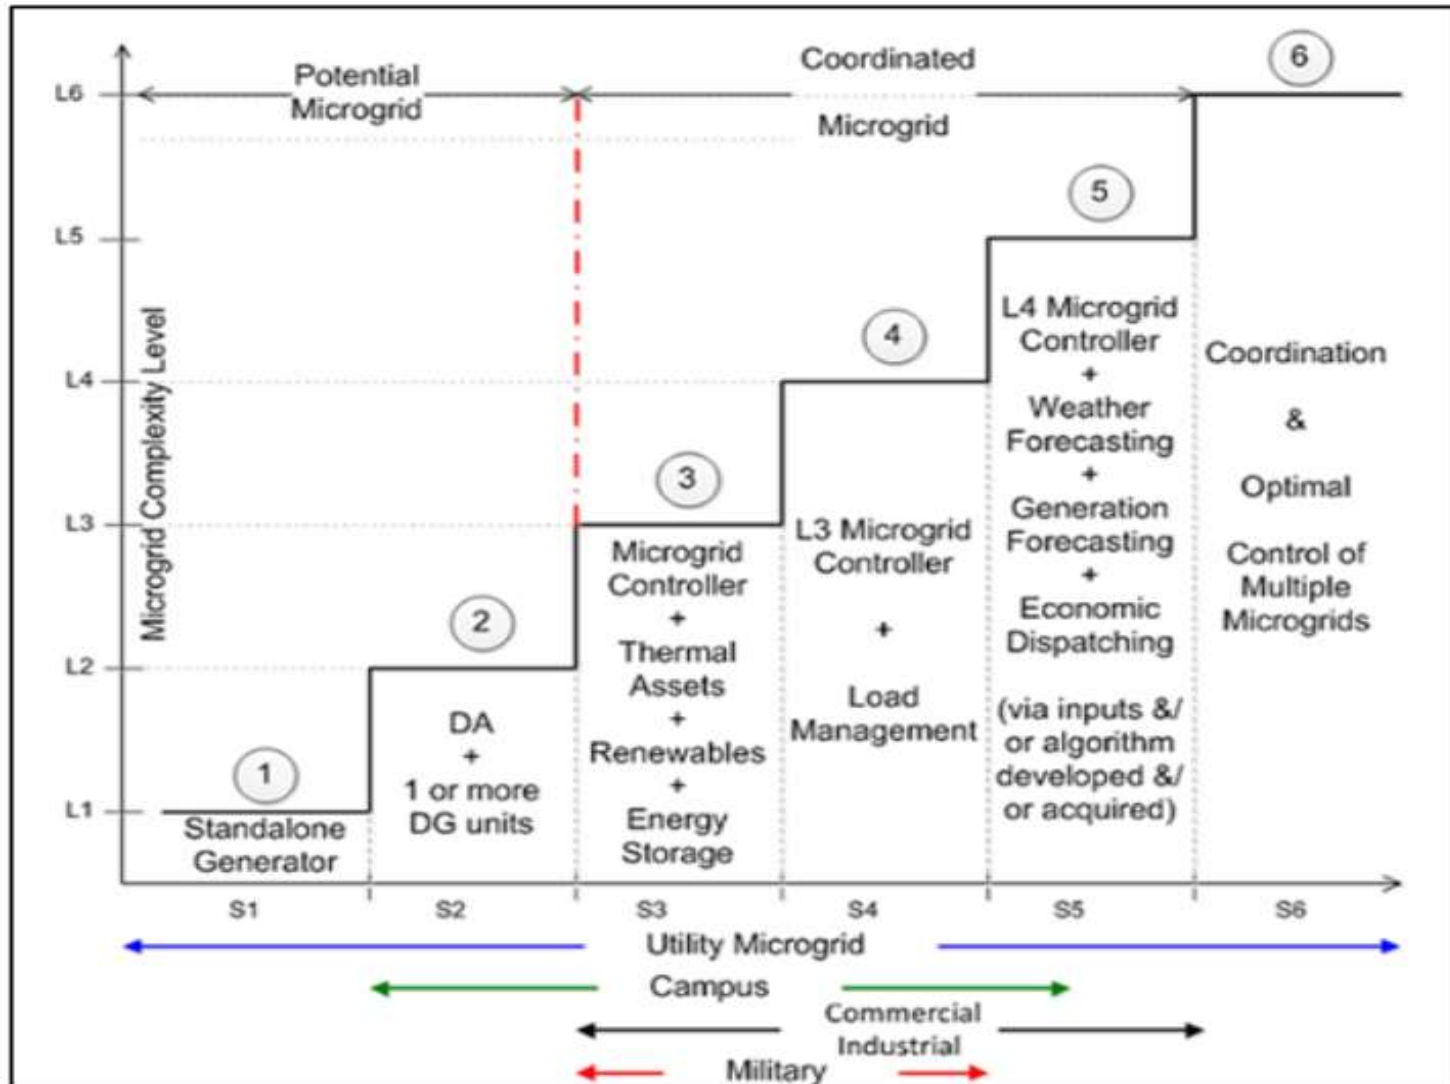 Potential
Microgrid
Coordinated
Microgrid
6
L6
5
L5
4
L4
3
L3
2
L2
1
L1
Microgrid Complexity Level
Standalone
Generator
DA
+
1 or more
DG units
Microgrid
Controller
+
Thermal
Assets
+
Renewables
+
Energy
Storage
L3 Microgrid
Controller
+
Load
Management
L4 Microgrid
Controller
+
Weather
Forecasting
+
Generation
Forecasting
+
Economic
Dispatching
(via inputs &/
or algorithm
developed &/
or acquired)
Coordination
&
Optimal
Control of
Multiple
Microgrids
S1 S2 S3 S4 S5 S6
Utility Microgrid
Campus
Commercial
Industrial
Military